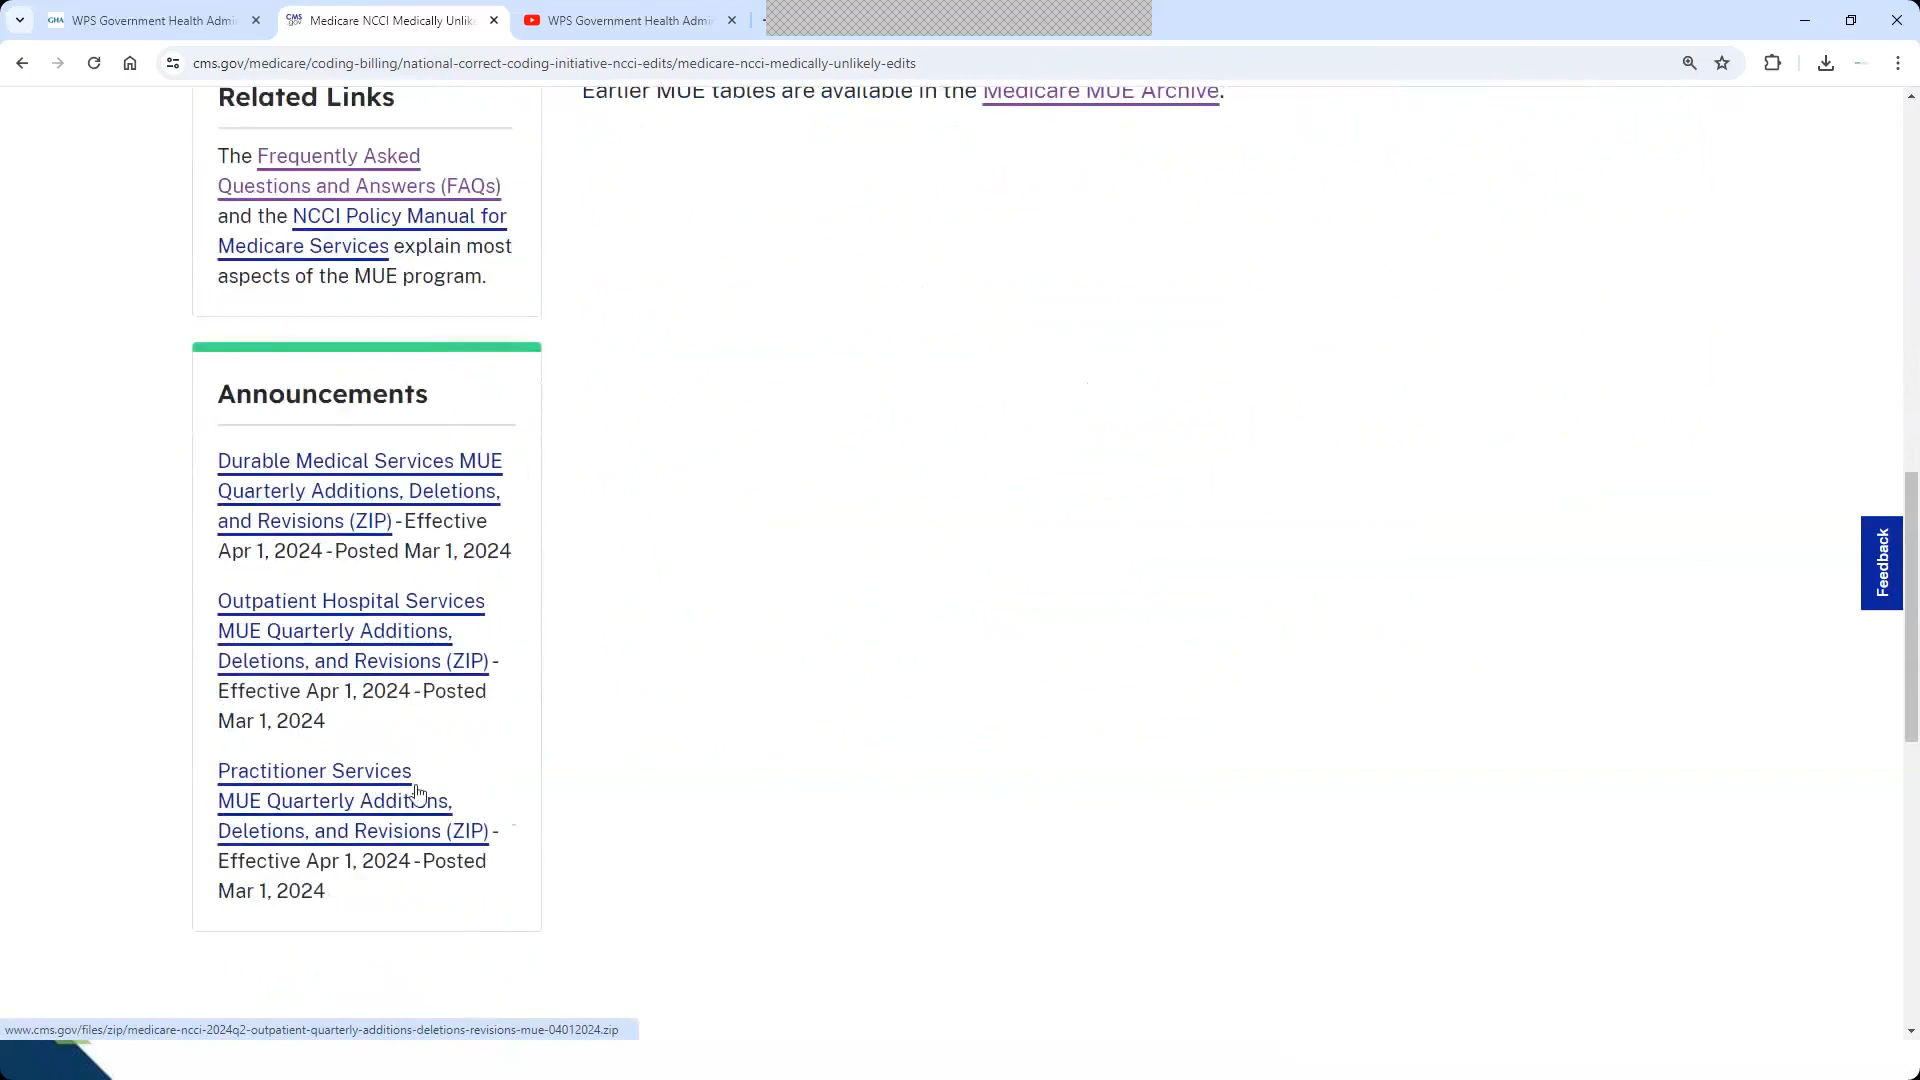 WPS Government Health Admi
Medicare NCCI Medically Unlike
WPS Government Health Admi
cms.gov/medicare/coding-billing/national-correct-coding-initiative-ncci-edits/medicare-ncci-medically-unlikely-edits
Related Links
The Frequently Asked
Questions and Answers (FAQs)
and the NCCI Policy Manual for
Medicare Services explain most
aspects of the MUE program.
Earlier MUE tables are available in the Medicare MUE Archive.
Announcements
Durable Medical Services MUE
Quarterly Additions, Deletions,
and Revisions (ZIP) - Effective
Apr 1, 2024 - Posted Mar 1, 2024
Outpatient Hospital Services
MUE Quarterly Additions,
Deletions, and Revisions (ZIP) -
Effective Apr 1, 2024 - Posted
Mar 1, 2024
Practitioner Services
MUE Quarterly Additions,
Deletions, and Revisions (ZIP) -
Effective Apr 1, 2024 - Posted
Mar 1, 2024
Feedback
www.cms.gov/files/zip/medicare-ncci-2024q2-outpatient-quarterly-additions-deletions-revisions-mue-04012024.zip